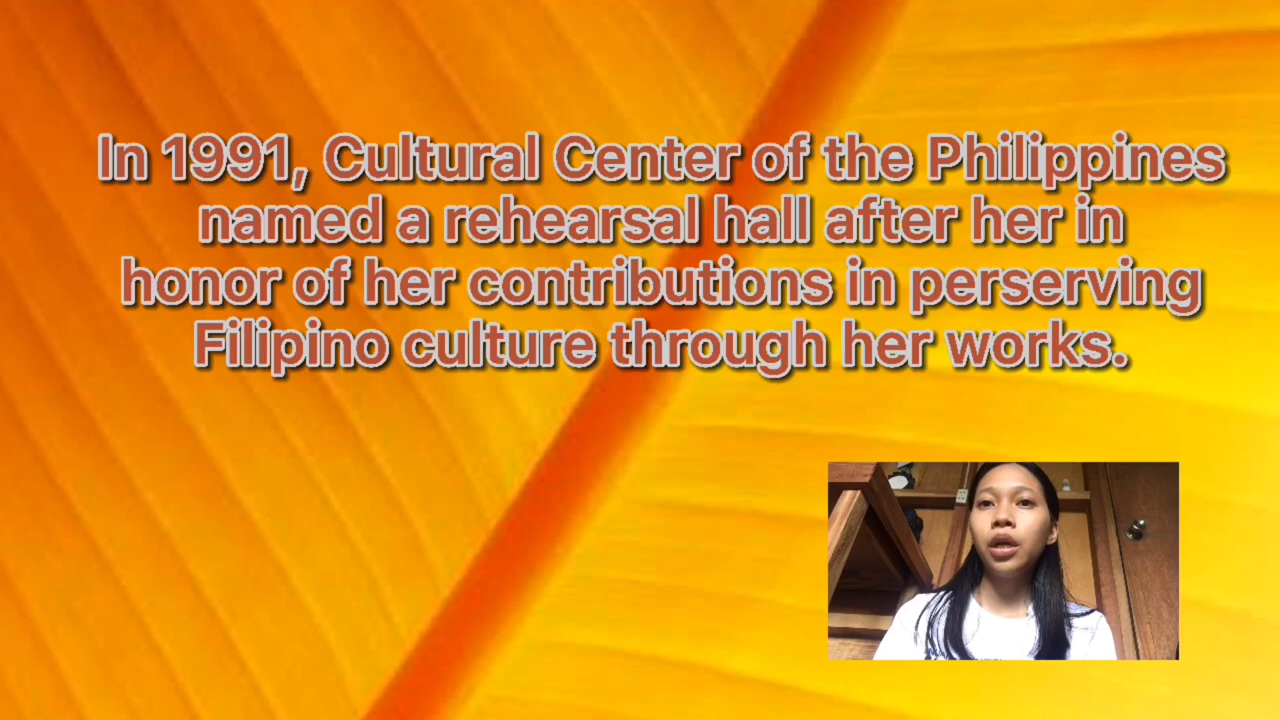 In 1991, Cultural Center of the Philippines
named a rehearsal hall after her in
honor of her contributions in perserving
Filipino culture through her works.